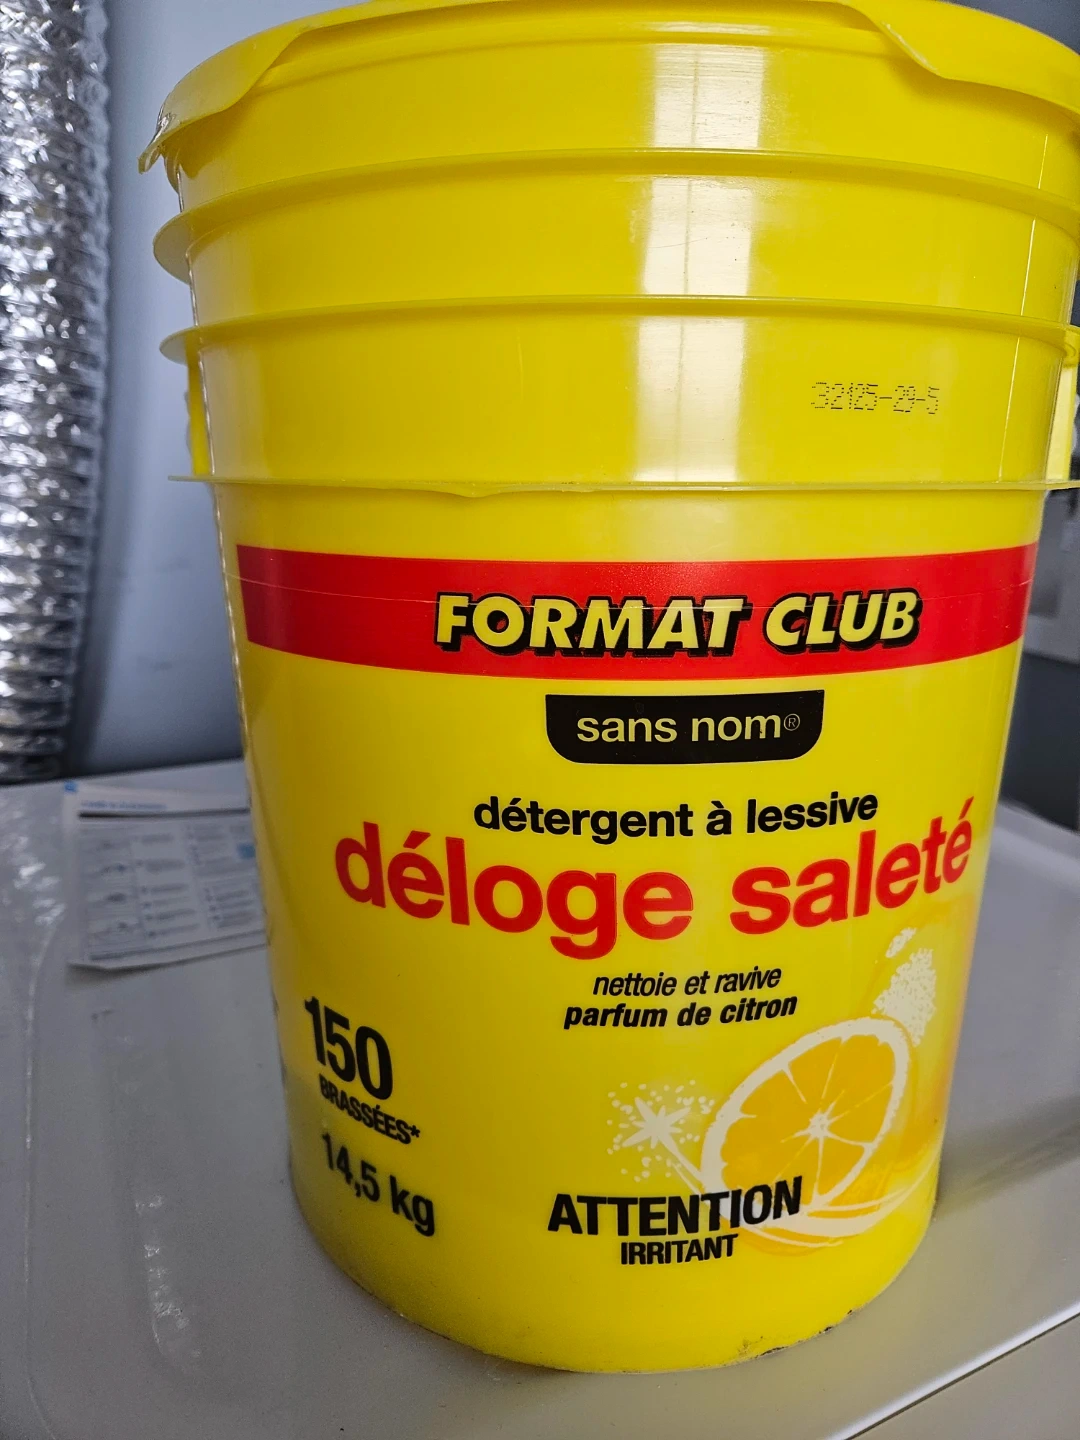 32125-29-5
FORMAT CLUB
sans nom®
détergent à lessive
déloge saleté
nettoie et ravive
parfum de citron
150
BRASSÉES*
14,5 kg
ATTENTION
IRRITANT